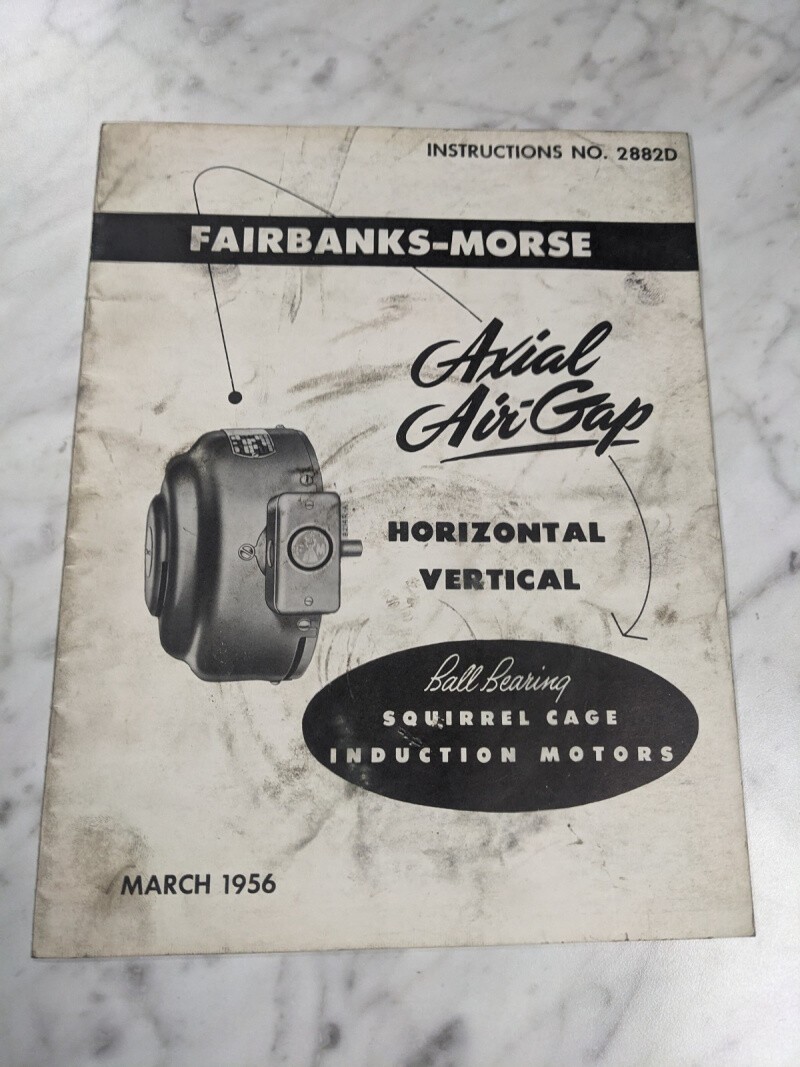 INSTRUCTIONS NO. 2882D
FAIRBANKS-MORSE
Axial
Air-Gap
HORIZONTAL
VERTICAL
Ball Bearing
SQUIRREL CAGE
INDUCTION MOTORS
MARCH 1956